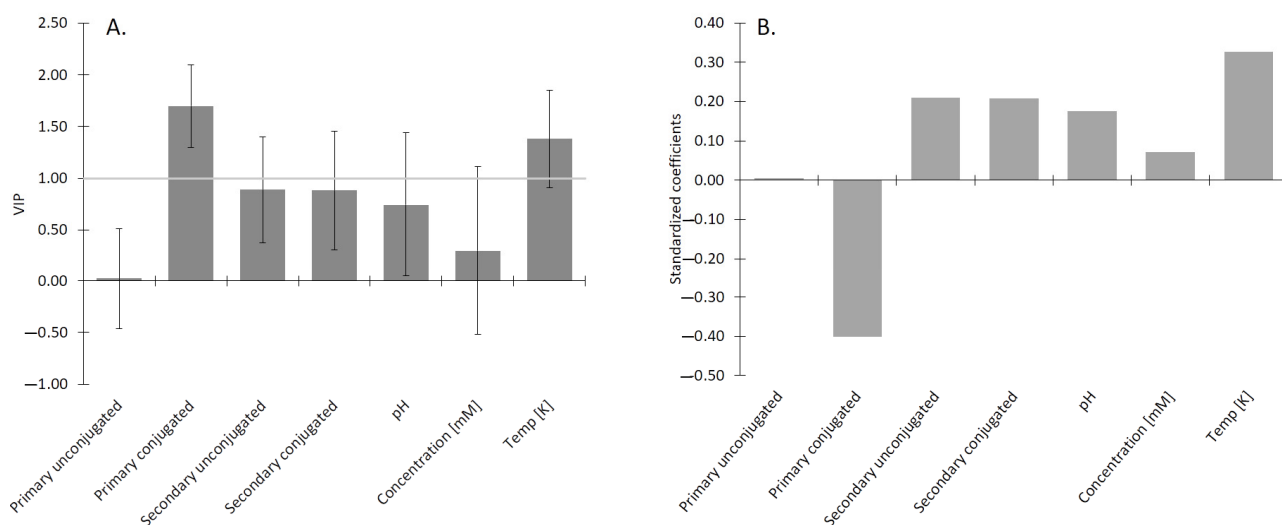 A.
2.50
2.00
1.50
1.00
0.50
0.00
—0.50
—1.00
VIP
Primary unconjugated
Primary conjugated
Secondary unconjugated
Secondary conjugated
pH
Concentration [mM]
Temp [K]
B.
0.40
0.30
0.20
0.10
0.00
—0.10
—0.20
—0.30
—0.40
—0.50
Standardized coefficients
Primary unconjugated
Primary conjugated
Secondary unconjugated
Secondary conjugated
pH
Concentration [mM]
Temp [K]